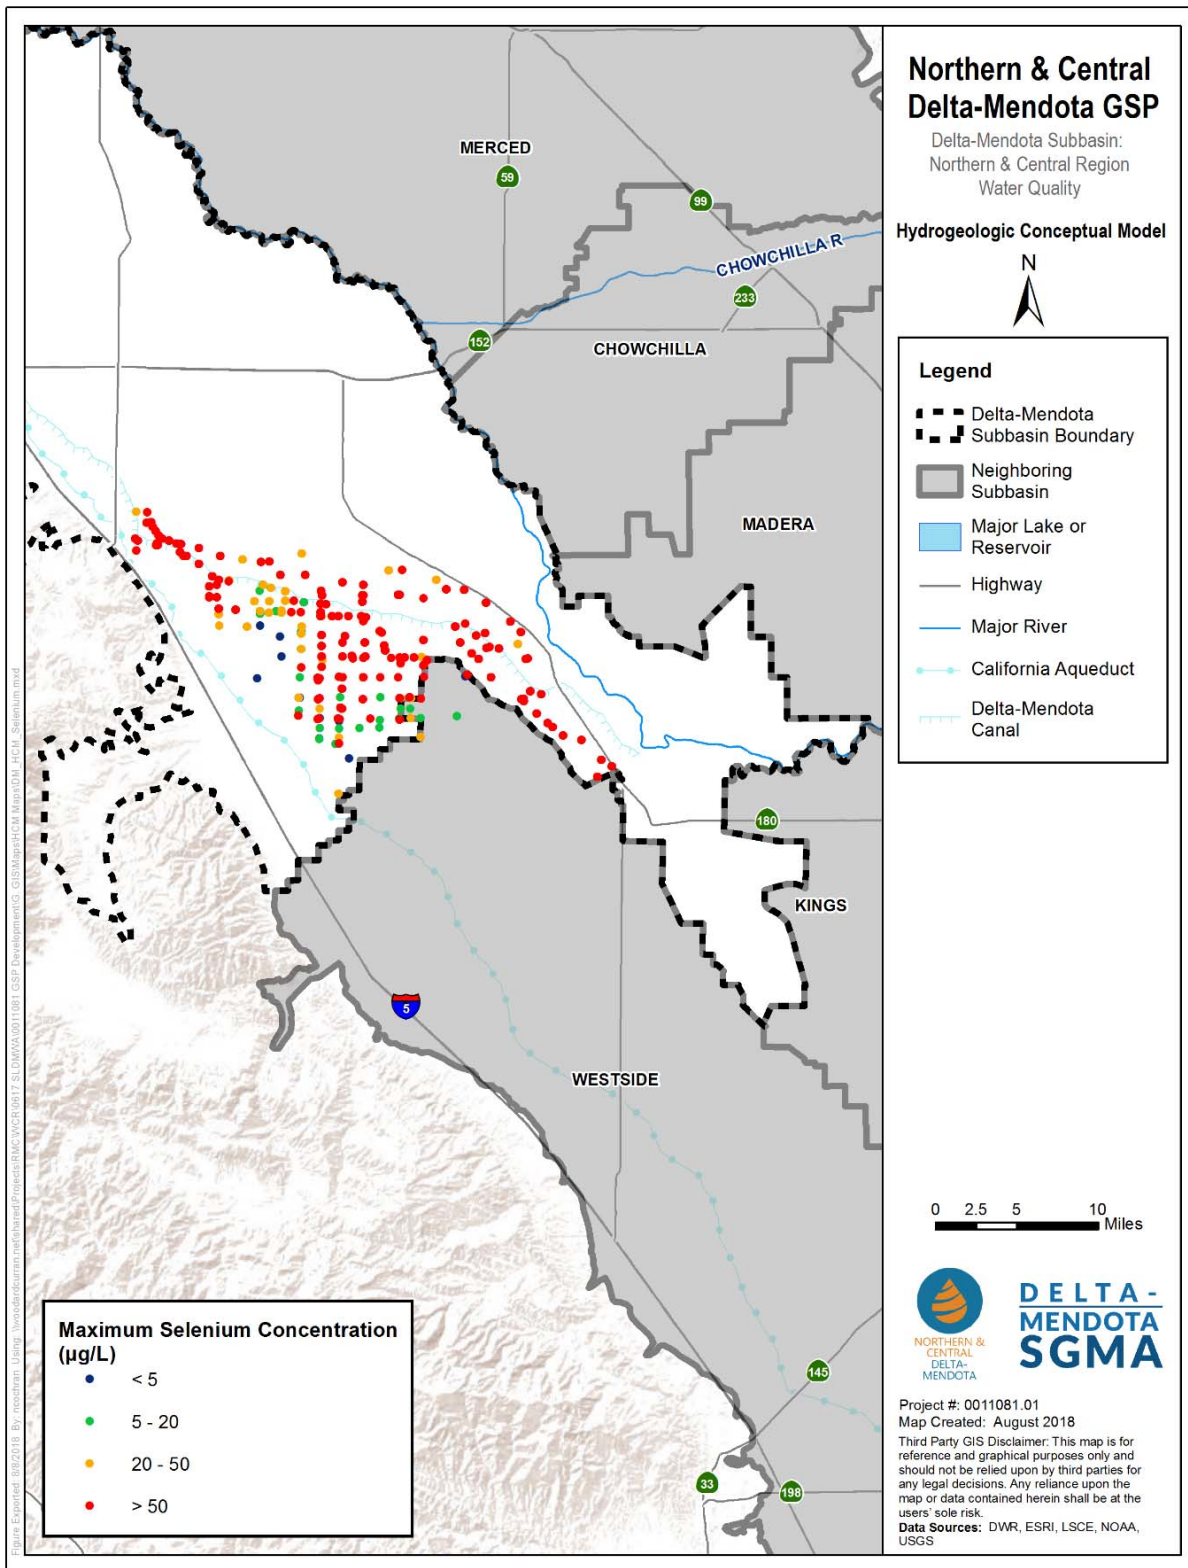 MERCED
59
99
CHOWCHILLA R
233
152
CHOWCHILLA
MADERA
180
KINGS
5
WESTSIDE
145
33
198
Maximum Selenium Concentration
(µg/L)
< 5
5 - 20
20 - 50
> 50
Northern & Central
Delta-Mendota GSP
Delta-Mendota Subbasin:
Northern & Central Region
Water Quality
Hydrogeologic Conceptual Model
N
Legend
Delta-Mendota
Subbasin Boundary
Neighboring
Subbasin
Major Lake or
Reservoir
Highway
Major River
California Aqueduct
Delta-Mendota
Canal
0 2.5 5 10
Miles
NORTHERN &
CENTRAL
DELTA-
MENDOTA
DELTA-
MENDOTA
SGMA
Project #: 0011081.01
Map Created: August 2018
Third Party GIS Disclaimer: This map is for
reference and graphical purposes only and
should not be relied upon by third parties for
any legal decisions. Any reliance upon the
map or data contained herein shall be at the
users' sole risk.
Data Sources: DWR, ESRI, LSCE, NOAA,
USGS